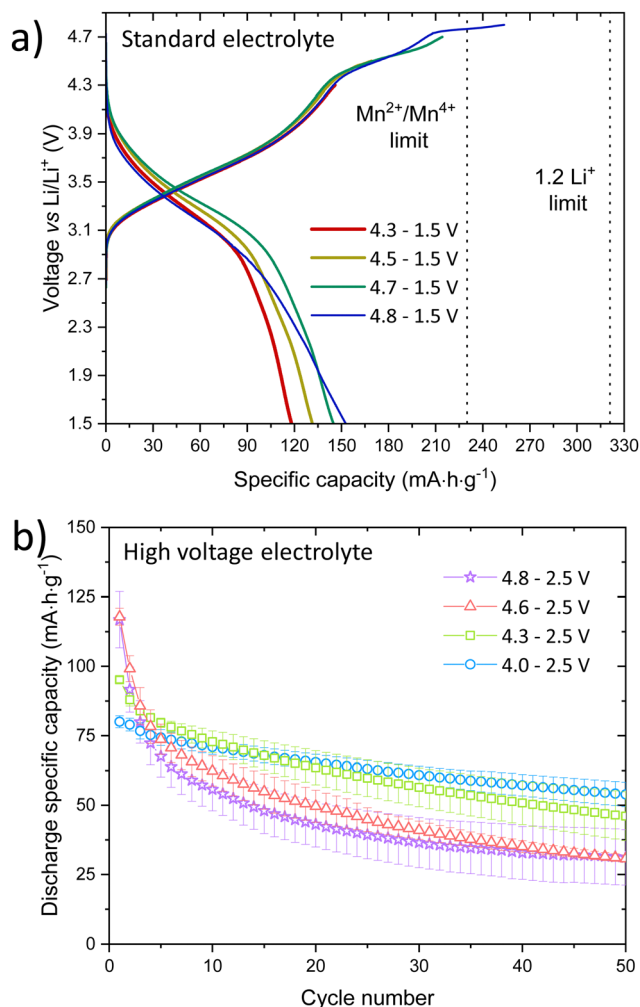 a)
Standard electrolyte
Voltage vs Li/Li⁺ (V)
4.7
4.3
3.9
3.5
3.1
2.7
2.3
1.9
1.5
Mn²⁺/Mn⁴⁺
limit
1.2 Li⁺
limit
4.3 - 1.5 V
4.5 - 1.5 V
4.7 - 1.5 V
4.8 - 1.5 V
0 30 60 90 120 150 180 210 240 270 300 330
Specific capacity (mA·h·g⁻¹)
b)
High voltage electrolyte
Discharge specific capacity (mA·h·g⁻¹)
150
125
100
75
50
25
0
4.8 - 2.5 V
4.6 - 2.5 V
4.3 - 2.5 V
4.0 - 2.5 V
0 10 20 30 40 50
Cycle number